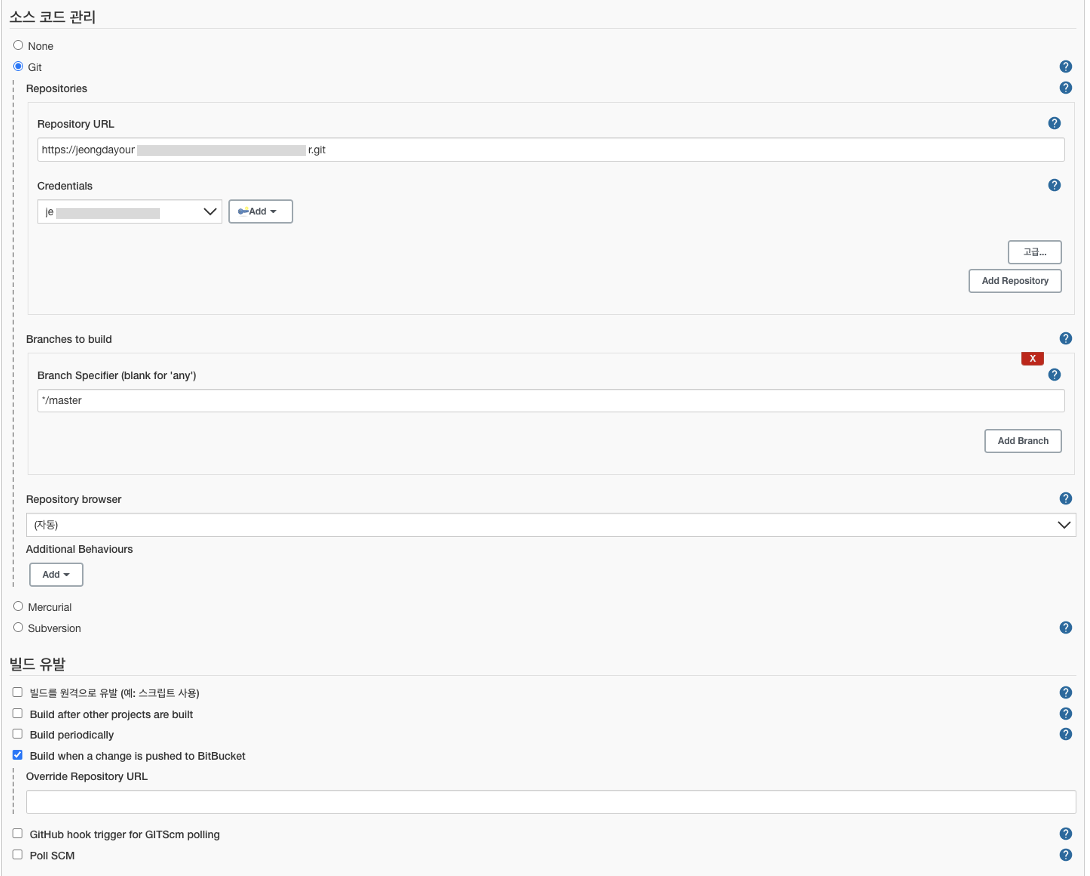 소스 코드 관리
None
Git
Repositories
Repository URL
https://jeongdayour r.git
Credentials
je
Add
고급...
Add Repository
Branches to build
X
Branch Specifier (blank for 'any')
*/master
Add Branch
Repository browser
(자동)
Additional Behaviours
Add
Mercurial
Subversion
빌드 유발
빌드를 원격으로 유발 (예: 스크립트 사용)
Build after other projects are built
Build periodically
Build when a change is pushed to BitBucket
Override Repository URL
GitHub hook trigger for GITScm polling
Poll SCM